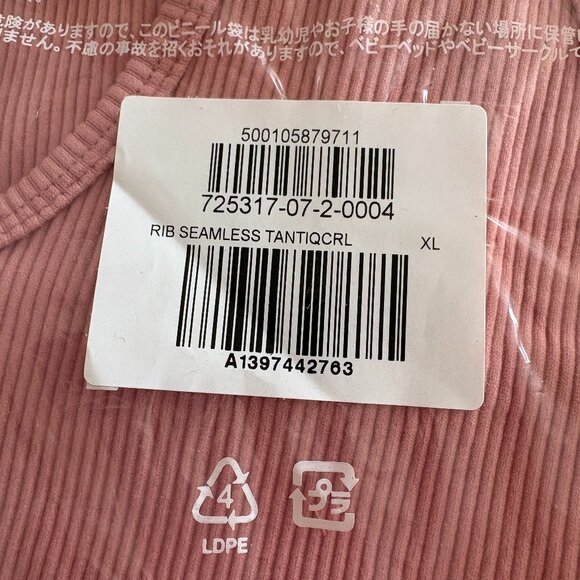 危険がありますので、このビニール袋は乳幼児やお子様の手の届かない場所に保管い
ません。不慮の事故を招くおそれがありますので、ベビーベッドやベビーサークルで
500105879711
725317-07-2-0004
RIB SEAMLESS TANTIQCRL XL
A1397442763
4
LDPE
プラ